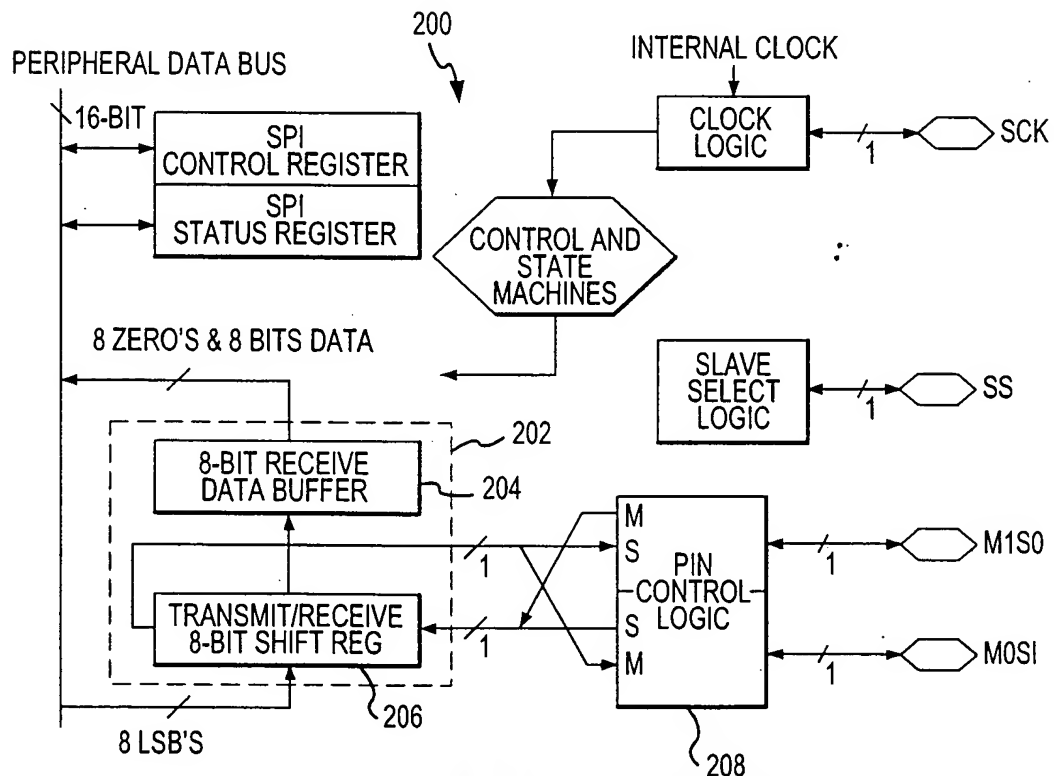 200
INTERNAL CLOCK
PERIPHERAL DATA BUS
16-BIT
SPI
CONTROL REGISTER
SPI
STATUS REGISTER
CLOCK
LOGIC
1
SCK
CONTROL AND
STATE
MACHINES
8 ZERO'S & 8 BITS DATA
SLAVE
SELECT
LOGIC
1
SS
202
8-BIT RECEIVE
DATA BUFFER
204
1
M
S
PIN
CONTROL
LOGIC
S
M
1
M1S0
TRANSMIT/RECEIVE
8-BIT SHIFT REG
1
1
M0SI
206
8 LSB'S
208